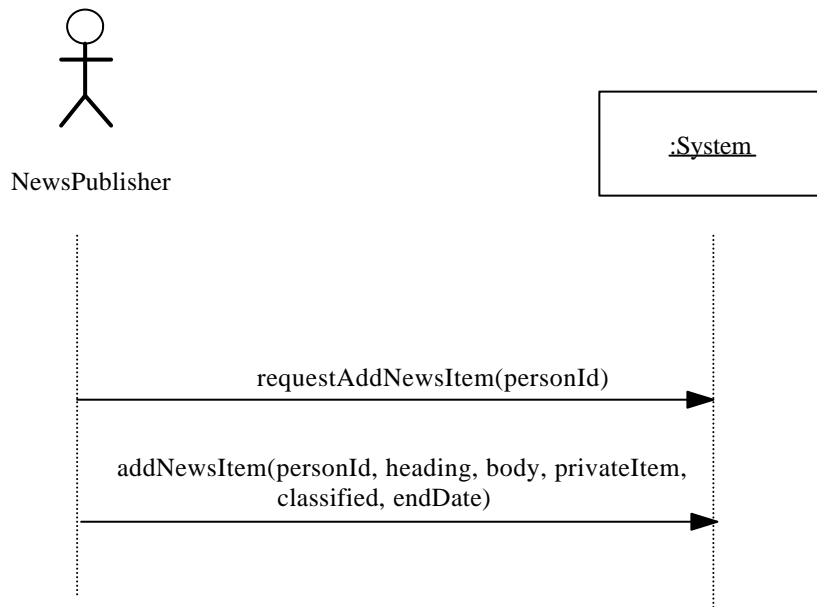 :System
NewsPublisher
requestAddNewsItem(personId)
addNewsItem(personId, heading, body, privateItem,
classified, endDate)